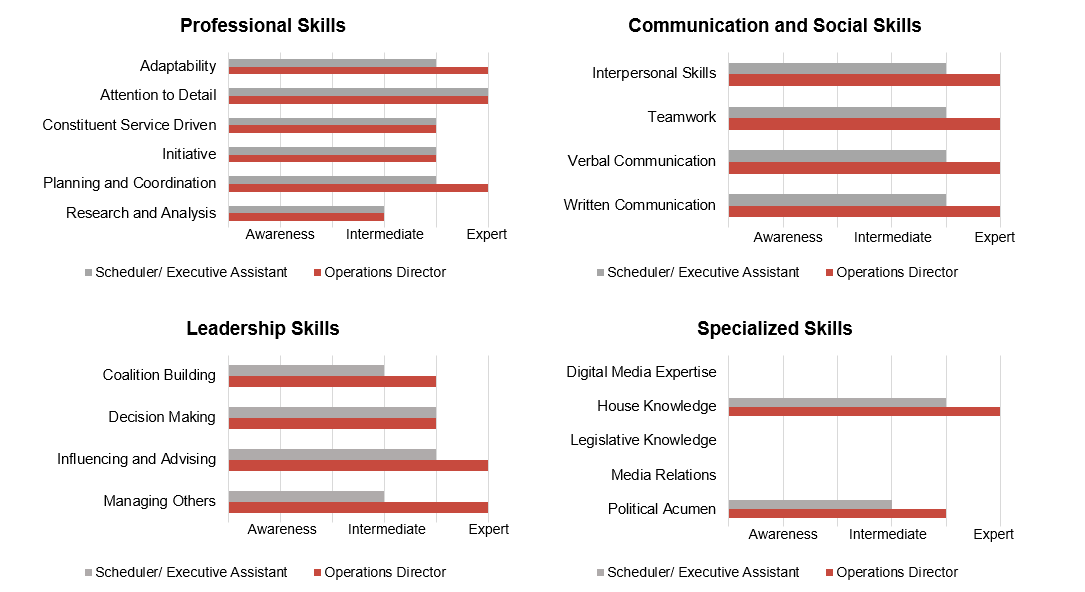 Professional Skills
Adaptability
Attention to Detail
Constituent Service Driven
Initiative
Planning and Coordination
Research and Analysis
Awareness Intermediate Expert
Scheduler/ Executive Assistant Operations Director
Communication and Social Skills
Interpersonal Skills
Teamwork
Verbal Communication
Written Communication
Awareness Intermediate Expert
Scheduler/ Executive Assistant Operations Director
Leadership Skills
Coalition Building
Decision Making
Influencing and Advising
Managing Others
Awareness Intermediate Expert
Scheduler/ Executive Assistant Operations Director
Specialized Skills
Digital Media Expertise
House Knowledge
Legislative Knowledge
Media Relations
Political Acumen
Awareness Intermediate Expert
Scheduler/ Executive Assistant Operations Director